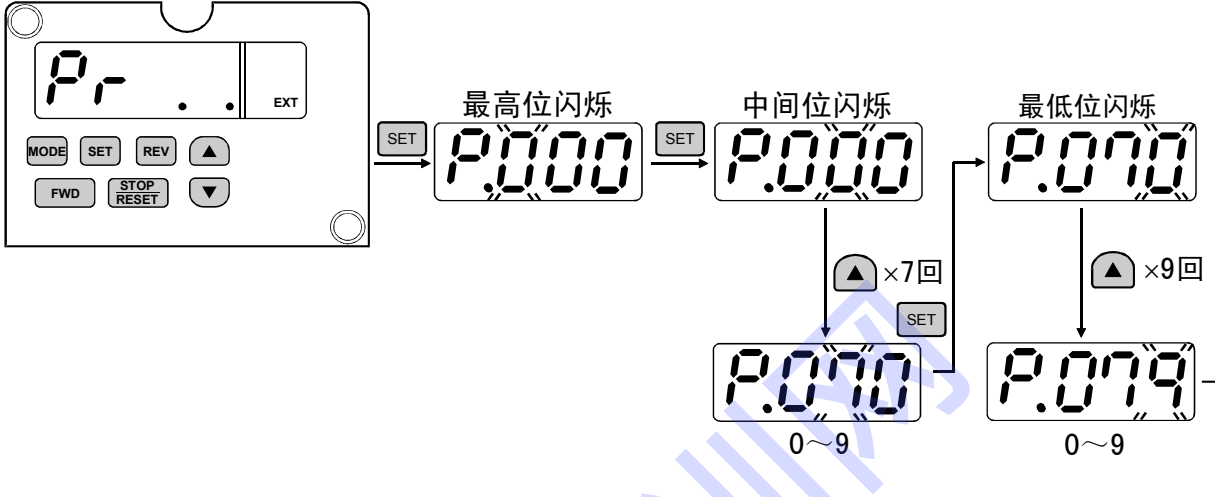 Pr . .
EXT
MODE SET REV ▲
FWD STOP RESET ▼
SET
最高位闪烁
P.000
SET
中间位闪烁
P.000
▲ ×7回
P.070
0～9
SET
最低位闪烁
P.070
▲ ×9回
P.079
0～9
训网